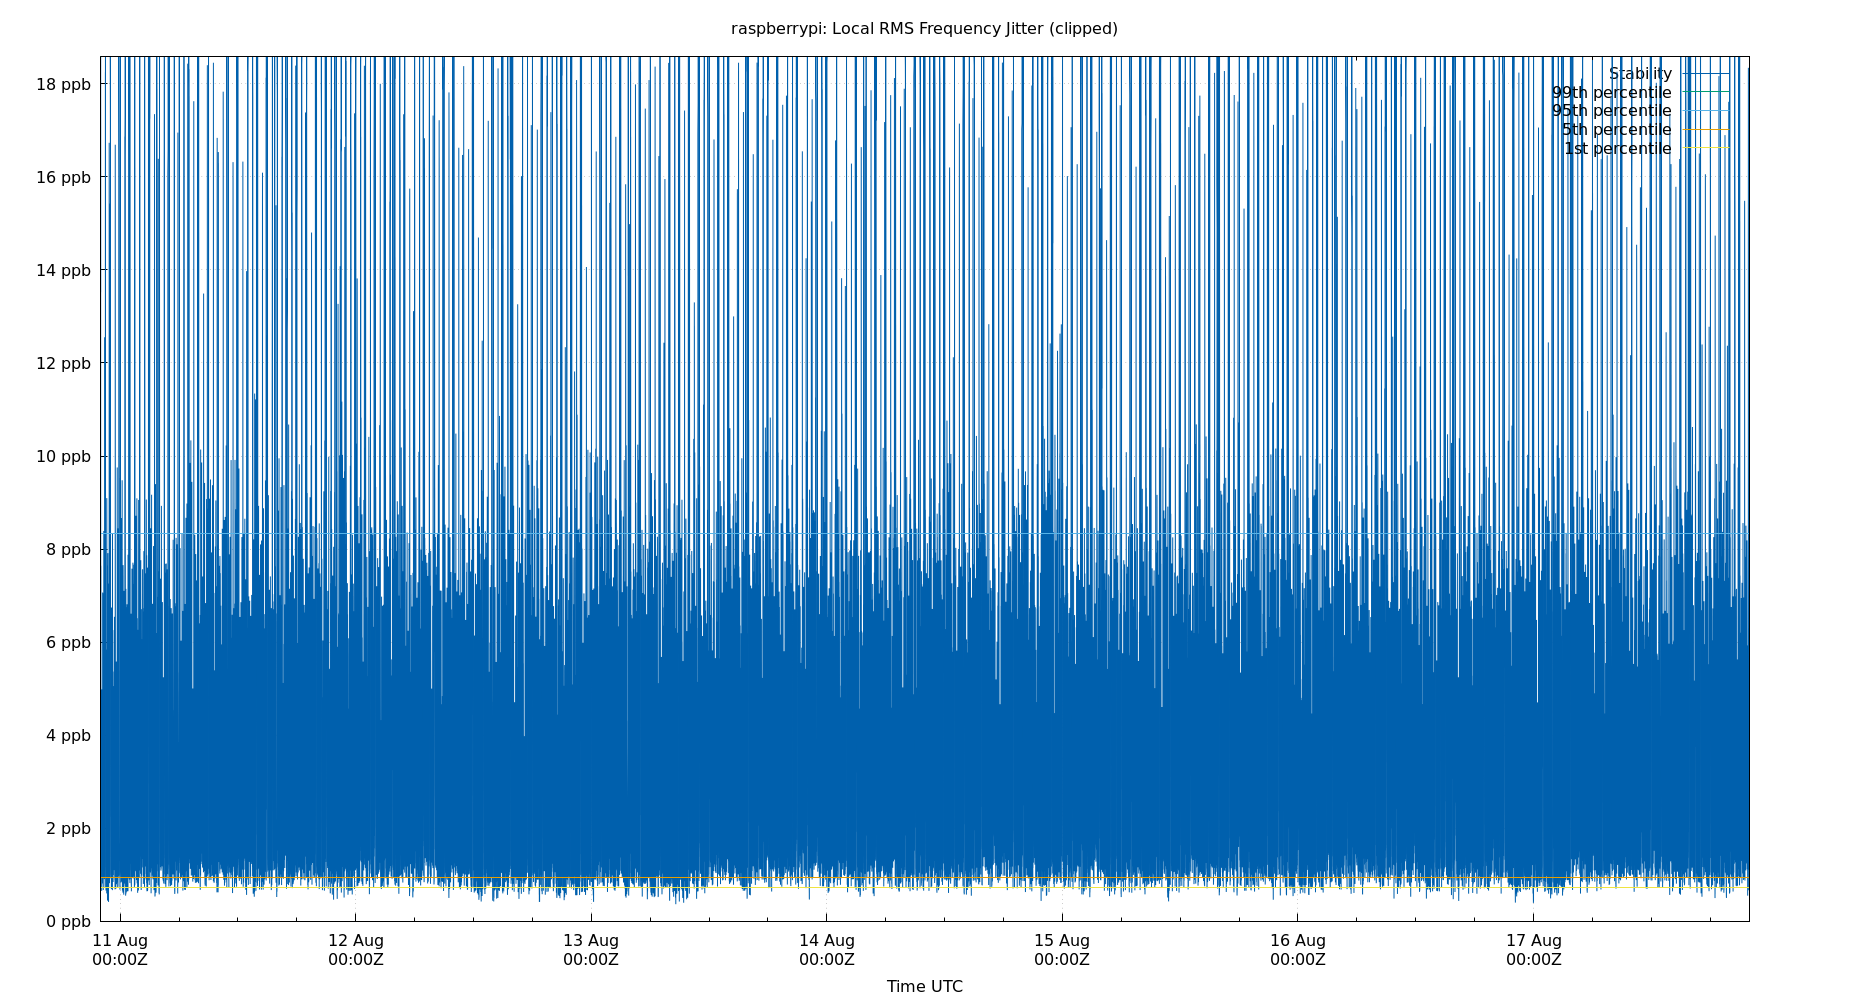 raspberrypi: Local RMS Frequency Jitter (clipped)
18 ppb
16 ppb
14 ppb
12 ppb
10 ppb
8 ppb
6 ppb
4 ppb
2 ppb
0 ppb
Stability
99th percentile
95th percentile
5th percentile
1st percentile
11 Aug
00:00Z
12 Aug
00:00Z
13 Aug
00:00Z
14 Aug
00:00Z
15 Aug
00:00Z
16 Aug
00:00Z
17 Aug
00:00Z
Time UTC